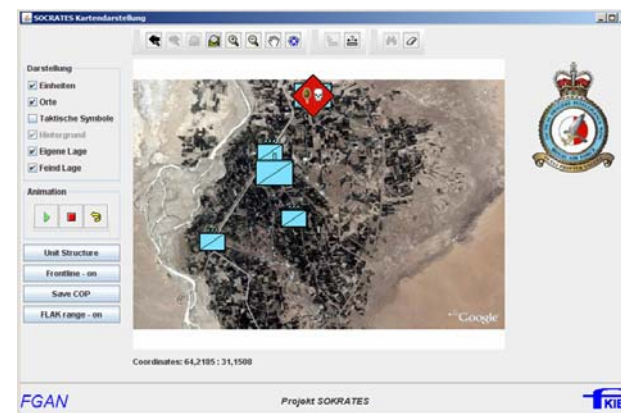 SOCRATES Kartendarstellung
Darstellung
Einheiten
Orte
Taktische Symbole
Hintergrund
Eigene Lage
Feind Lage
Animation
Unit Structure
Frontline - on
Save COP
FLAK range - on
Google
Coordinates: 64,2185 : 31,1508
FGAN
Projekt SOKRATES
KIE